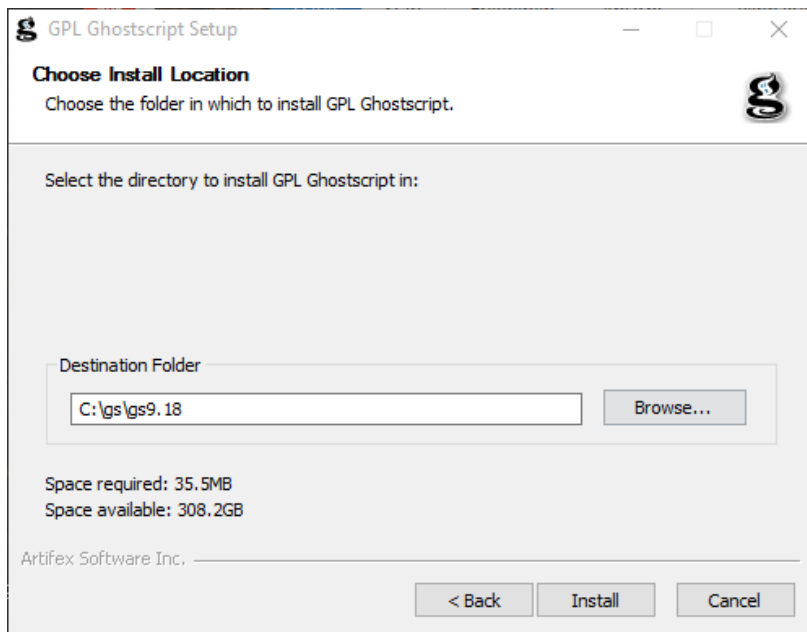 GPL Ghostscript Setup
Choose Install Location
Choose the folder in which to install GPL Ghostscript.
Select the directory to install GPL Ghostscript in:
Destination Folder
C:\gs\gs9.18
Browse...
Space required: 35.5MB
Space available: 308.2GB
Artifex Software Inc.
< Back
Install
Cancel